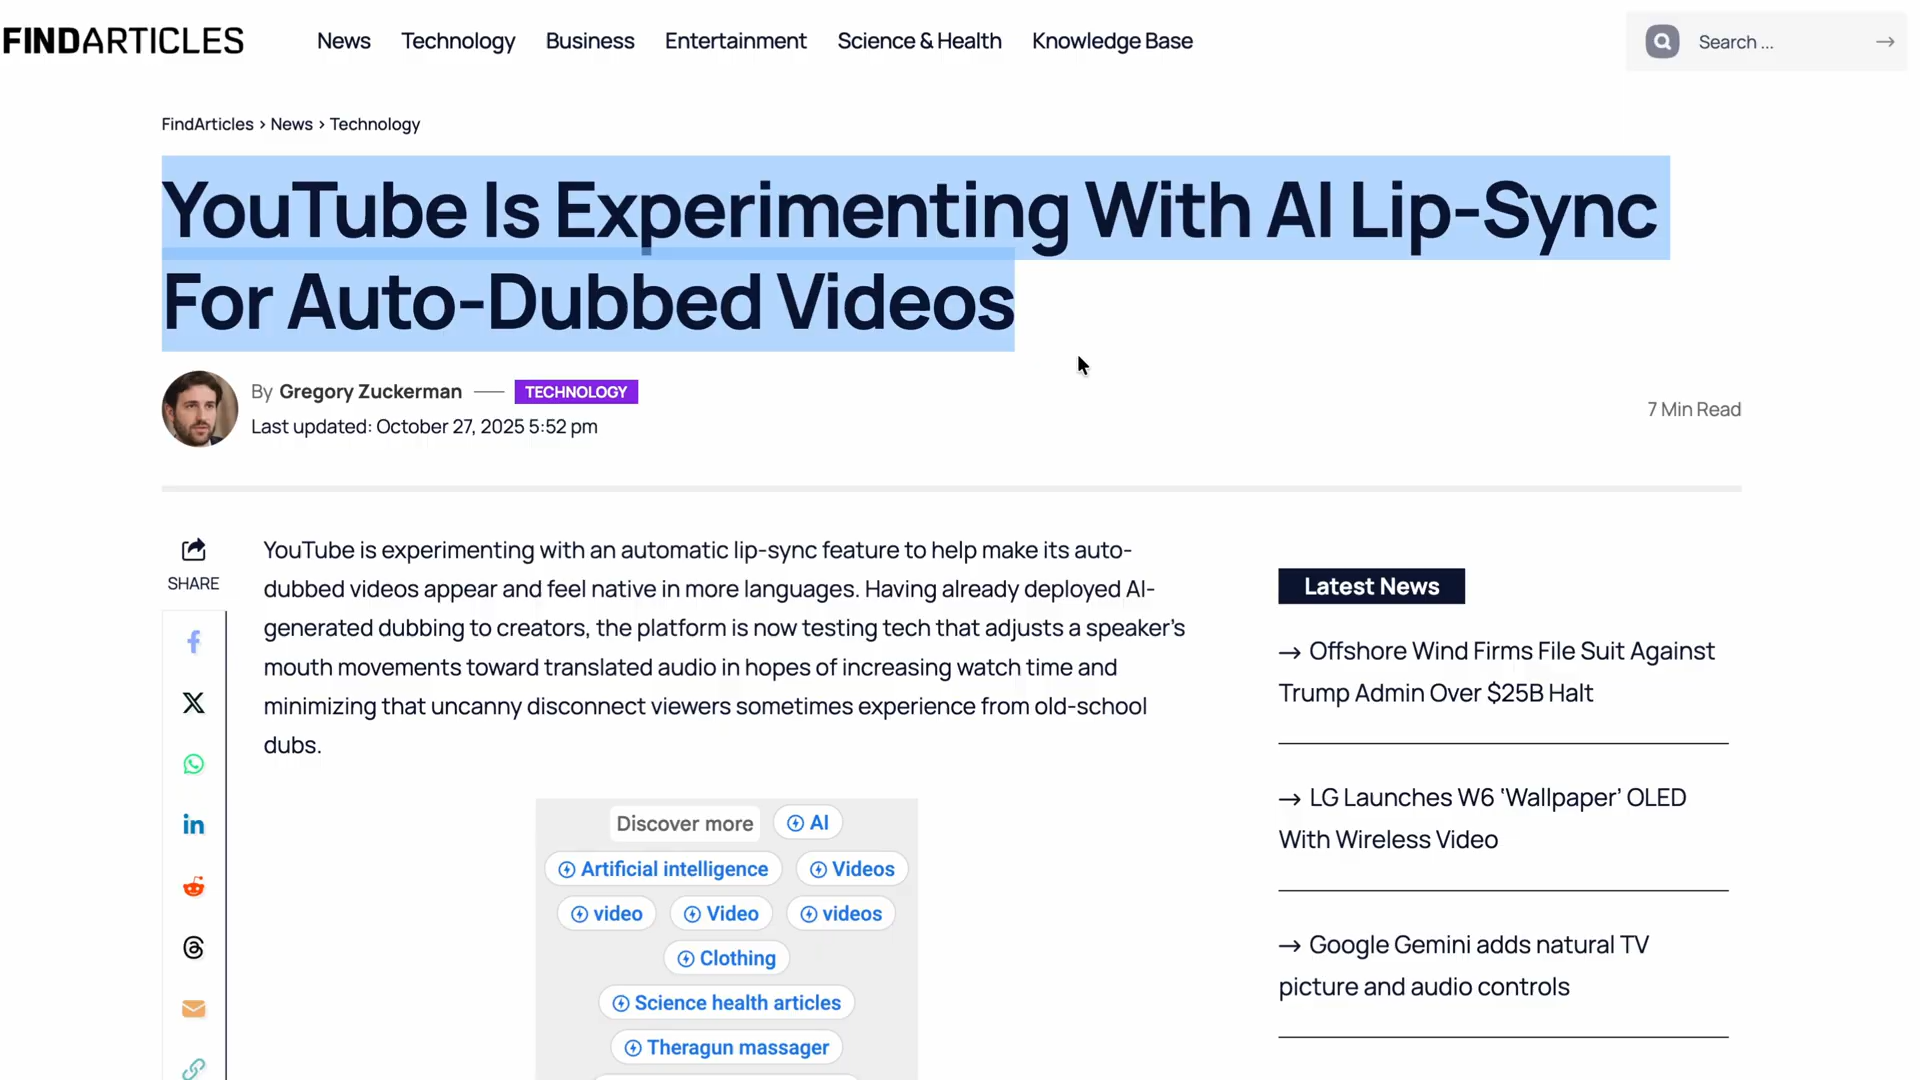 FINDARTICLES
News Technology Business Entertainment Science & Health Knowledge Base
Search ...
FindArticles › News › Technology
YouTube Is Experimenting With AI Lip-Sync
For Auto-Dubbed Videos
By Gregory Zuckerman
TECHNOLOGY
Last updated: October 27, 2025 5:52 pm
7 Min Read
SHARE
YouTube is experimenting with an automatic lip-sync feature to help make its auto-
dubbed videos appear and feel native in more languages. Having already deployed AI-
generated dubbing to creators, the platform is now testing tech that adjusts a speaker’s
mouth movements toward translated audio in hopes of increasing watch time and
minimizing that uncanny disconnect viewers sometimes experience from old-school
dubs.
Discover more
AI
Artificial intelligence
Videos
video
Video
videos
Clothing
Science health articles
Theragun massager
Latest News
→ Offshore Wind Firms File Suit Against
Trump Admin Over $25B Halt
→ LG Launches W6 ‘Wallpaper’ OLED
With Wireless Video
→ Google Gemini adds natural TV
picture and audio controls